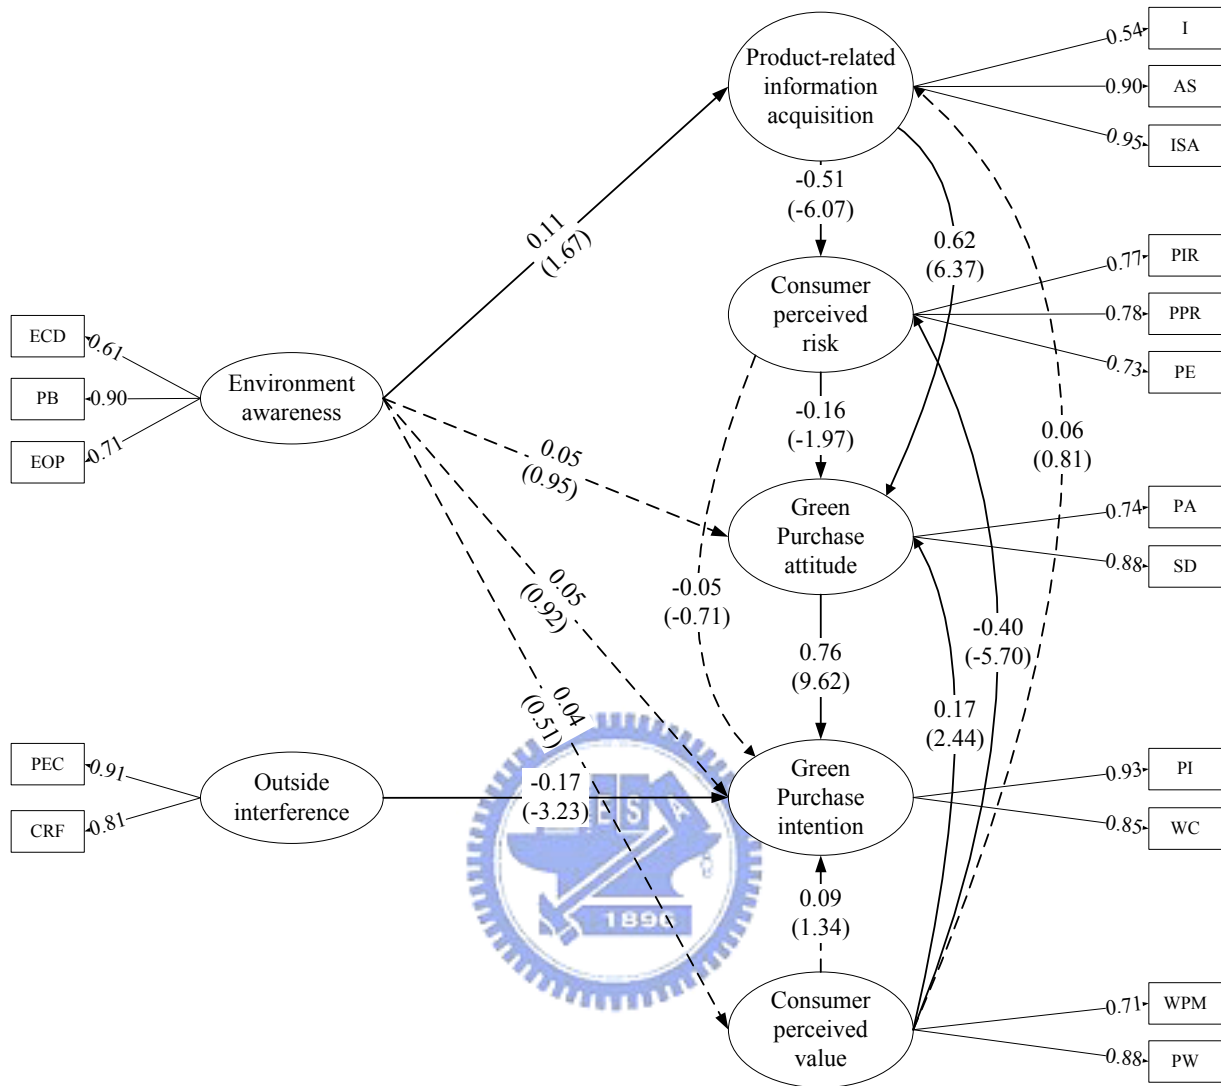 I
0.54
Product-related
information
acquisition
0.90
AS
0.95
ISA
-0.51
(-6.07)
0.11
(1.67)
0.62
(6.37)
PIR
0.77
Consumer
perceived
risk
0.78
PPR
0.73
PE
ECD
0.61
Environment
awareness
PB
0.90
EOP
0.71
-0.16
(-1.97)
0.06
(0.81)
0.05
(0.95)
Green
Purchase
attitude
0.74
PA
0.88
SD
0.05
(0.92)
-0.05
(-0.71)
-0.40
(-5.70)
0.76
(9.62)
0.04
(0.51)
0.17
(2.44)
PEC
0.91
Outside
interference
CRF
0.81
-0.17
(-3.23)
Green
Purchase
intention
0.93
PI
0.85
WC
E S
A
1896
0.09
(1.34)
Consumer
perceived
value
0.71
WPM
0.88
PW